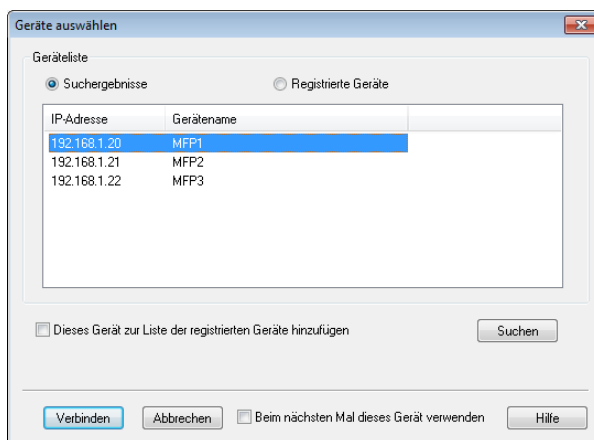 Geräte auswählen
Geräteliste
Suchergebnisse Registrierte Geräte
IP-Adresse Gerätename
192.168.1.20 MFP1
192.168.1.21 MFP2
192.168.1.22 MFP3
Dieses Gerät zur Liste der registrierten Geräte hinzufügen Suchen
Verbinden Abbrechen Beim nächsten Mal dieses Gerät verwenden Hilfe